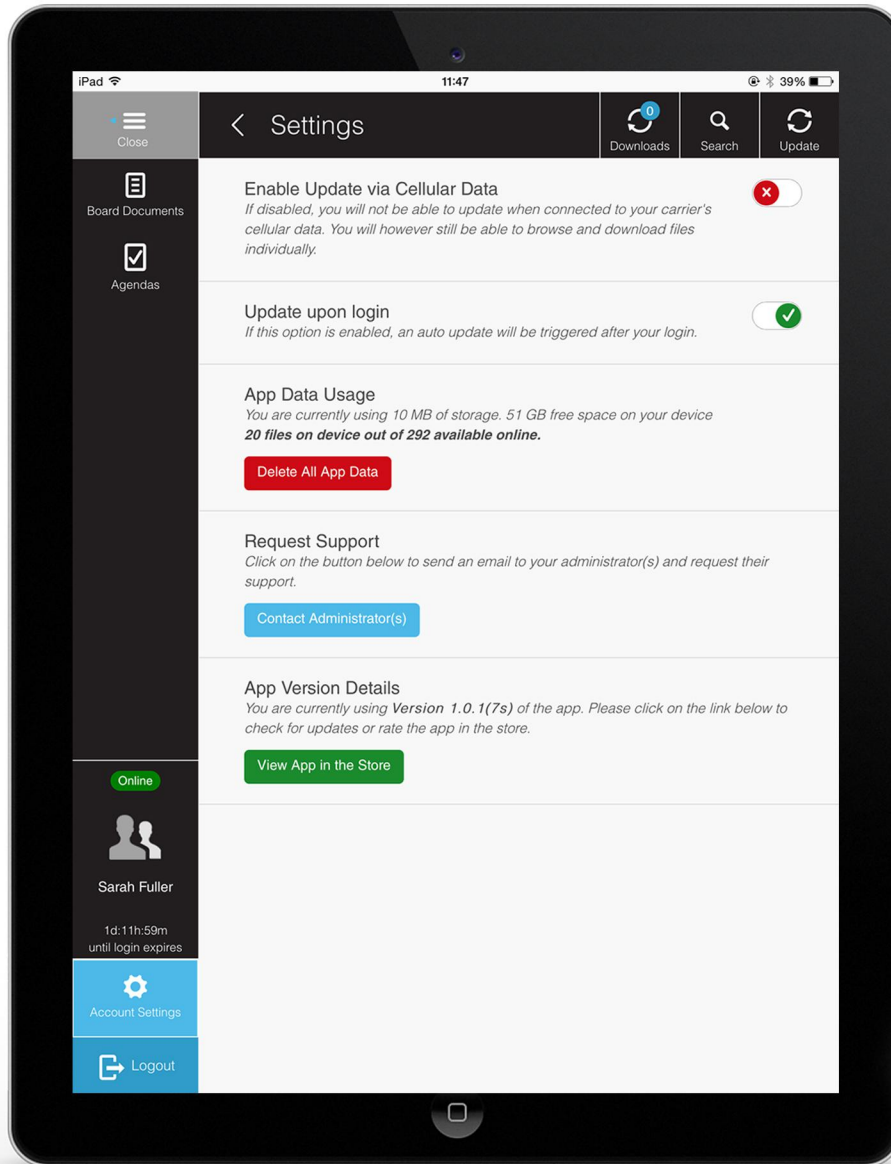 iPad 11:47 39%
Close
Settings
0
Downloads
Search
Update
Board Documents
Agendas
Enable Update via Cellular Data
If disabled, you will not be able to update when connected to your carrier's
cellular data. You will however still be able to browse and download files
individually.
Update upon login
If this option is enabled, an auto update will be triggered after your login.
App Data Usage
You are currently using 10 MB of storage. 51 GB free space on your device
20 files on device out of 292 available online.
Delete All App Data
Request Support
Click on the button below to send an email to your administrator(s) and request their
support.
Contact Administrator(s)
App Version Details
You are currently using Version 1.0.1(7s) of the app. Please click on the link below to
check for updates or rate the app in the store.
View App in the Store
Online
Sarah Fuller
1d:11h:59m
until login expires
Account Settings
Logout